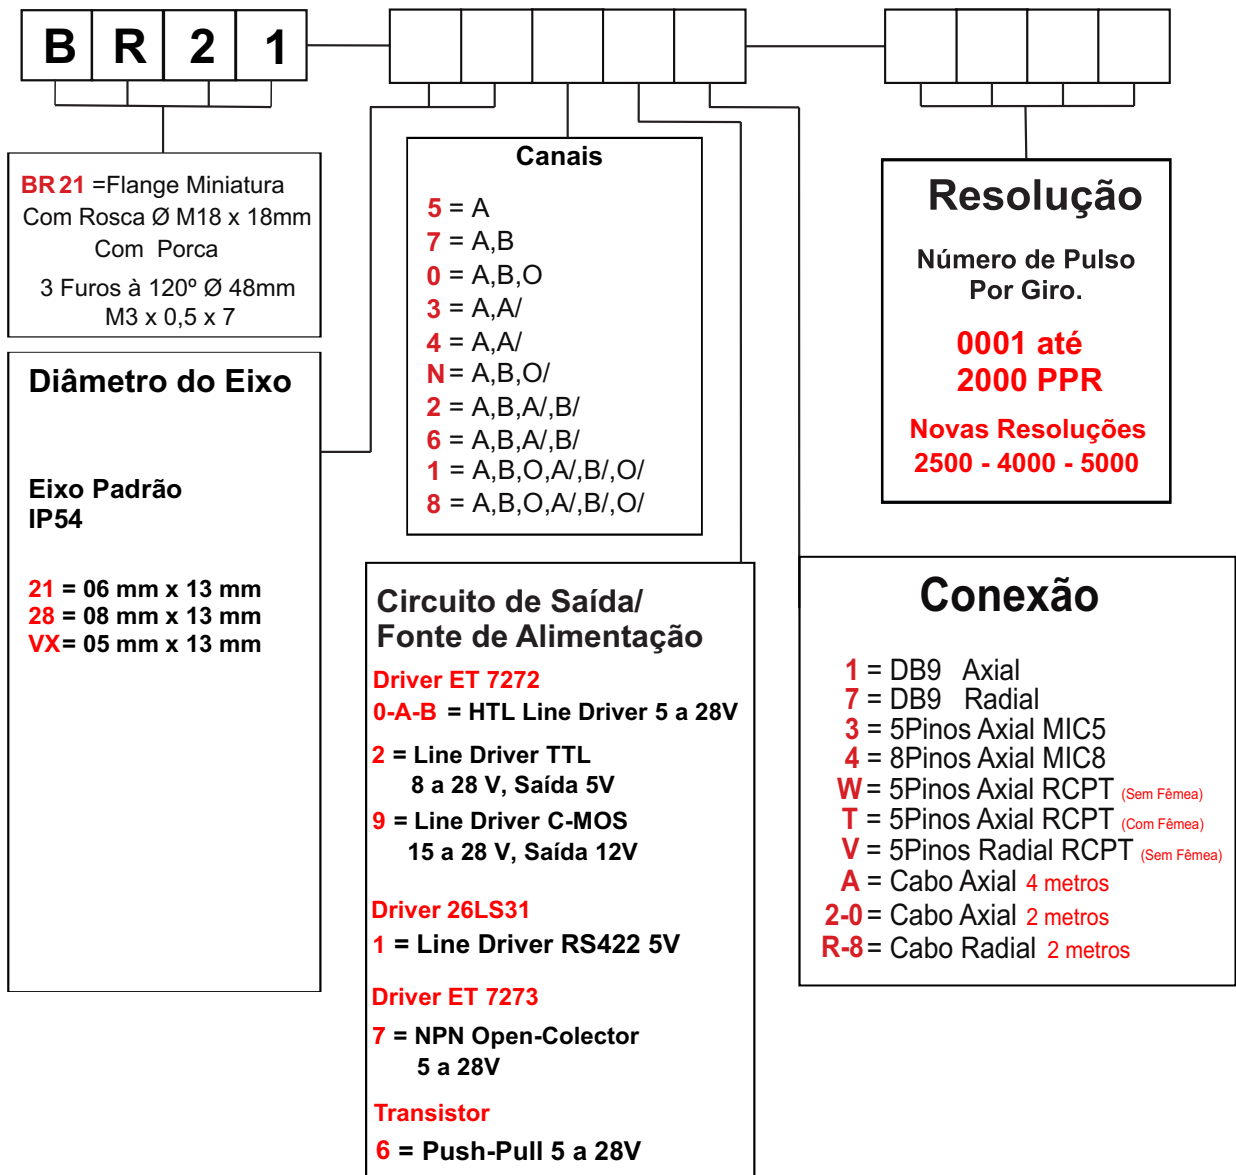 B R 2 1
BR 21 =Flange Miniatura
Com Rosca Ø M18 x 18mm
Com Porca
3 Furos à 120º Ø 48mm
M3 x 0,5 x 7
Diâmetro do Eixo
Eixo Padrão
IP54
21 = 06 mm x 13 mm
28 = 08 mm x 13 mm
VX= 05 mm x 13 mm
Canais
5 = A
7 = A,B
0 = A,B,O
3 = A,A/
4 = A,A/
N = A,B,O/
2 = A,B,A/,B/
6 = A,B,A/,B/
1 = A,B,O,A/,B/,O/
8 = A,B,O,A/,B/,O/
Circuito de Saída/
Fonte de Alimentação
Driver ET 7272
0-A-B = HTL Line Driver 5 a 28V
2 = Line Driver TTL
8 a 28 V, Saída 5V
9 = Line Driver C-MOS
15 a 28 V, Saída 12V
Driver 26LS31
1 = Line Driver RS422 5V
Driver ET 7273
7 = NPN Open-Colector
5 a 28V
Transistor
6 = Push-Pull 5 a 28V
Resolução
Número de Pulso
Por Giro.
0001 até
2000 PPR
Novas Resoluções
2500 - 4000 - 5000
Conexão
1 = DB9 Axial
7 = DB9 Radial
3 = 5Pinos Axial MIC5
4 = 8Pinos Axial MIC8
W = 5Pinos Axial RCPT (Sem Fêmea)
T = 5Pinos Axial RCPT (Com Fêmea)
V = 5Pinos Radial RCPT (Sem Fêmea)
A = Cabo Axial 4 metros
2-0 = Cabo Axial 2 metros
R-8 = Cabo Radial 2 metros